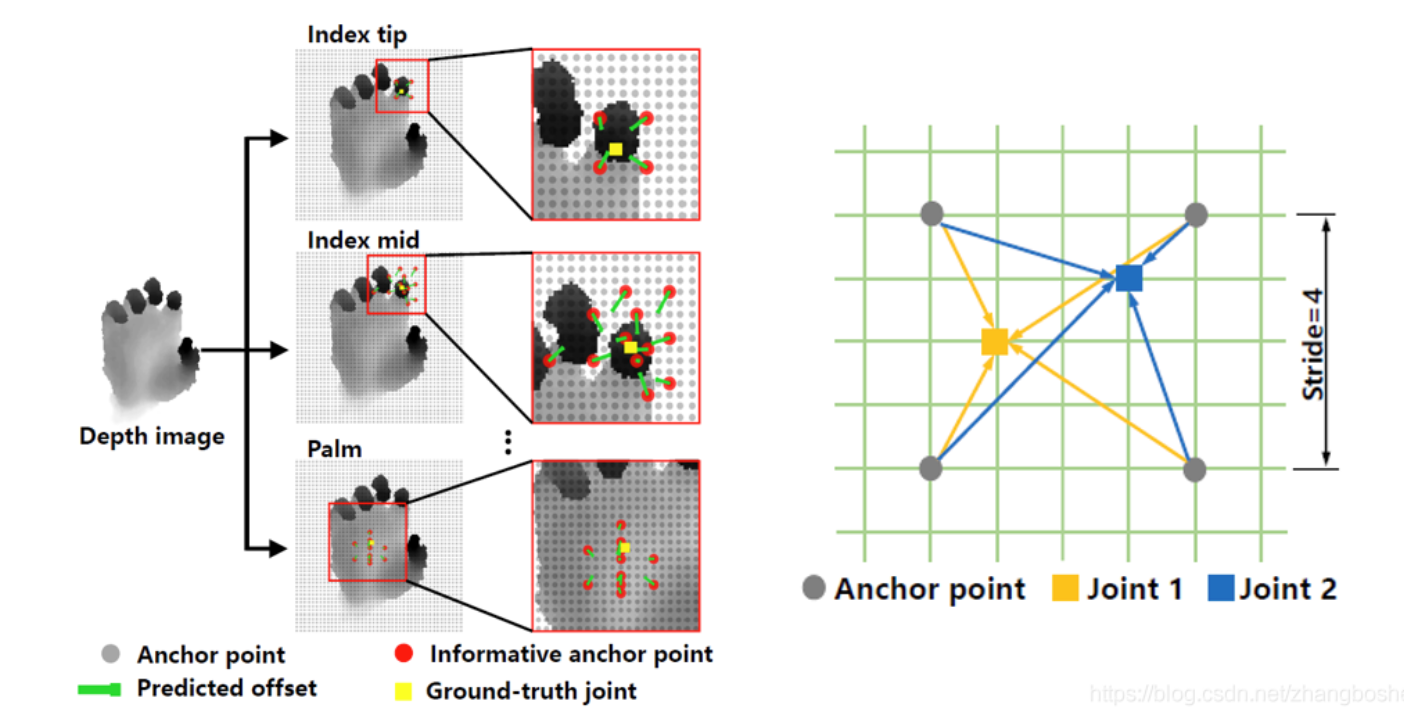 Index tip
Index mid
Depth image
Palm
Anchor point
Informative anchor point
Predicted offset
Ground-truth joint
Stride=4
Anchor point
Joint 1
Joint 2
https://blog.csdn.net/zhangboshe